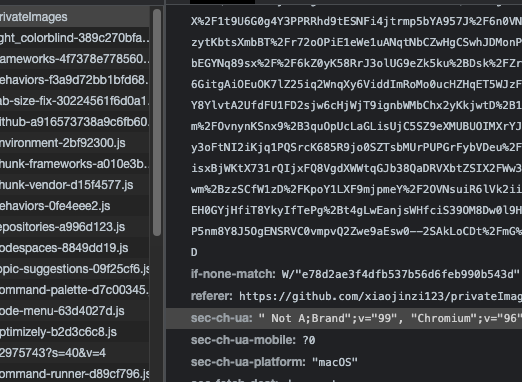 rivateImages
ght_colorblind-389c270bfa..
ameworks-4f7378e778560...
ehaviors-f3a9d72bb1bfd68.
ab-size-fix-30224561f6d0a1.
ithub-a916573738a9c6fb60.
nvironment-2bf92300.js
hunk-frameworks-a010e3b..
hunk-vendor-d15f4577.js
ehaviors-0fe4eee2.js
epositories-a996d123.js
odespaces-8849dd19.js
opic-suggestions-09f25cf6.js
ommand-palette-d7c00345..
ode-menu-63d4027d.js
ptimizely-b2d3c6c8.js
2975743?s=40&v=4
ommand-runner-d89cf796.js
X%2F1t9U6G0g4Y3PPRRhd9tESNFi4jtrmp5bYA957J%2F6n0VN
zytKbtsXmbBT%2Fr72oOPiE1eWe1uANqtNbCZwHgCSwhJDMonP
bEGYNq89sx%2F%2F6kZ0yK58RrJ3olUG9eZk5ku%2BDsk%2FZr
6GitgAiOEuOK7lZ25iq2WnqXy6ViddImRoMo0ucHZHqET5WJzF
Y8YlvtA2UfdFU1FD2sjw6cHjWjT9ignbWMbChx2yKkjwtD%2B1
m%2FOvnynKSnx9%2B3quOpUcLaGLisUjC5SZ9eXMUBUOIMXrYJ
y3oFtNI2iKjq1PQSrcK685R9jo0SZTsbMUrPUPGrFybVDeu%2F
isxBjWKtX731rQIjxFQ8VgdXWWtqGJb38QaDRVXbtZSIX2FWw3
wm%2BzzSCfW1zD%2FKpoY1LXF9mjpmeY%2F2OVNsuiR6lVk2ii
EH0GYjHfiT8YkyIfTePg%2Bt4gLwEanjsWHfciS39OM8Dw0l9H
P5nm8Y8J5OgENSRVC0vmpvQ2Zwe9aEsw0--2SAkLoCDt%2FmG%
D
if-none-match: W/"e78d2ae3f4dfb537b56d6feb990b543d"
referer: https://github.com/xiaojinzi123/privateImag
sec-ch-ua: " Not A;Brand";v="99", "Chromium";v="96"
sec-ch-ua-mobile: ?0
sec-ch-ua-platform: "macOS"